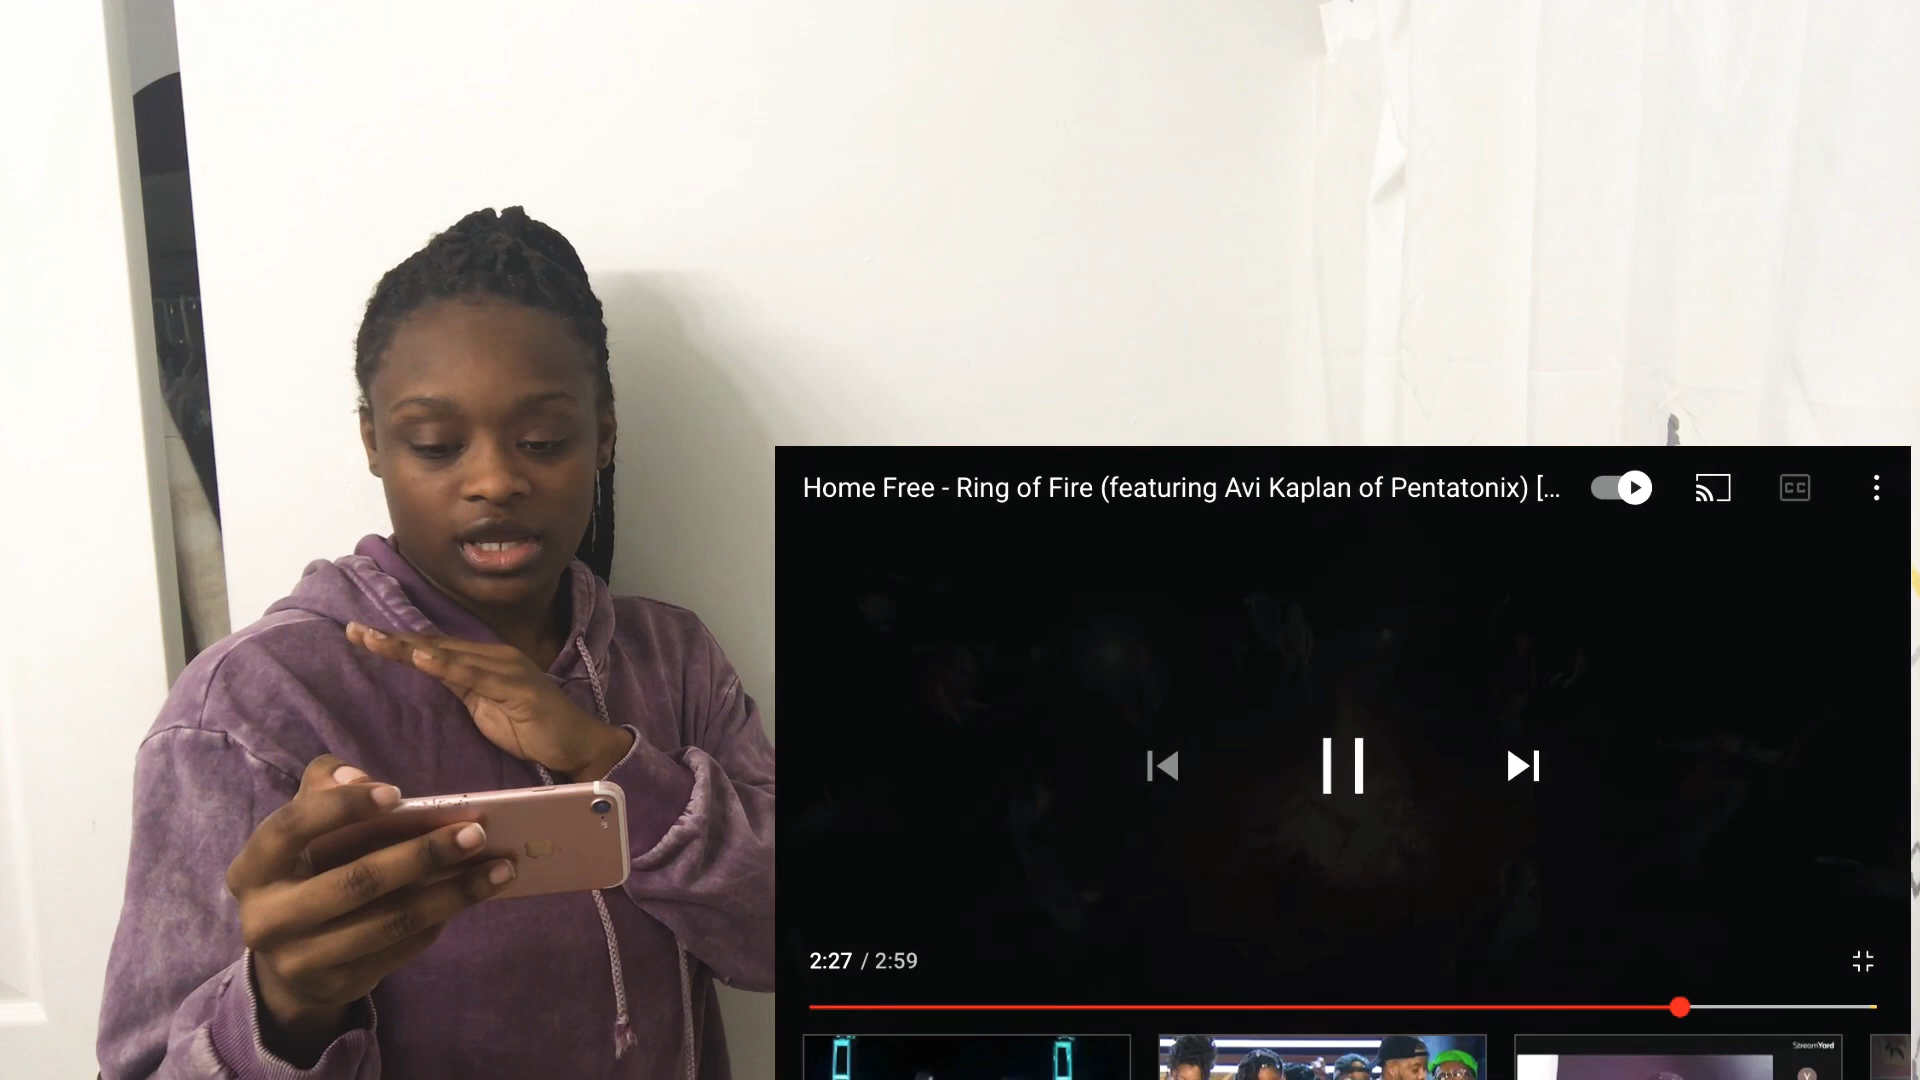 Home Free - Ring of Fire (featuring Avi Kaplan of Pentatonix) [...
CC
2:27 / 2:59
StreamYard
Y